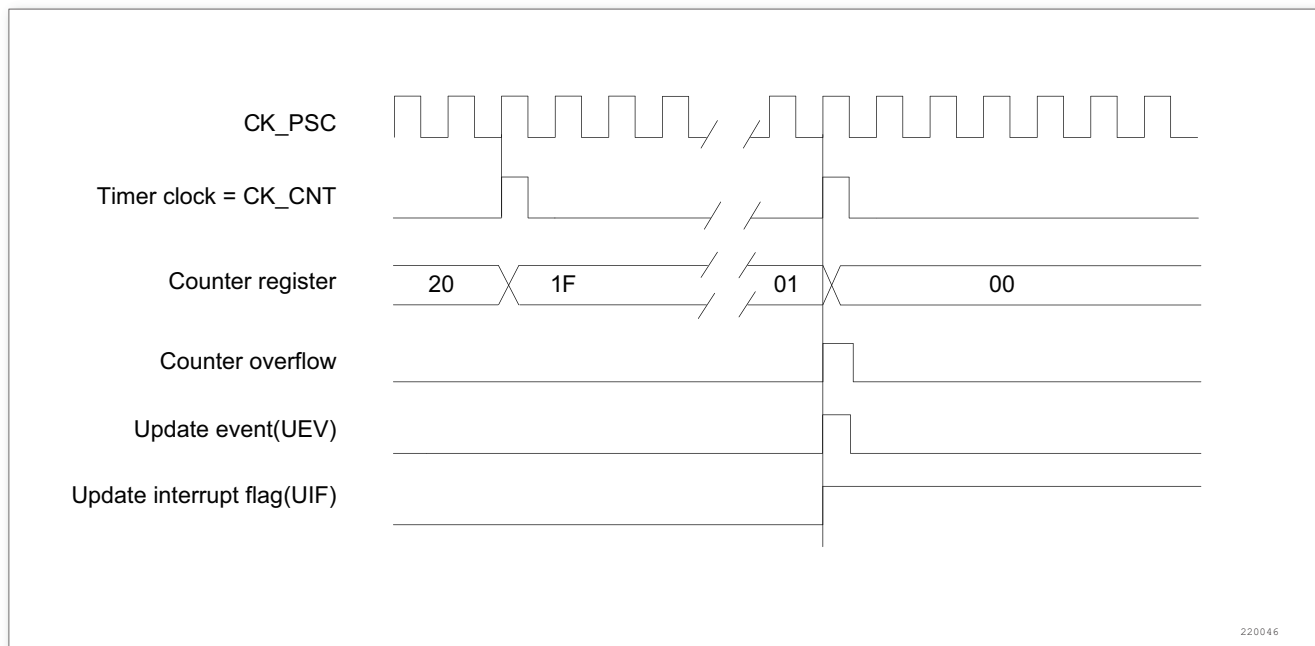 CK_PSC
Timer clock = CK_CNT
Counter register 20 1F 01 00
Counter overflow
Update event(UEV)
Update interrupt flag(UIF)
220046